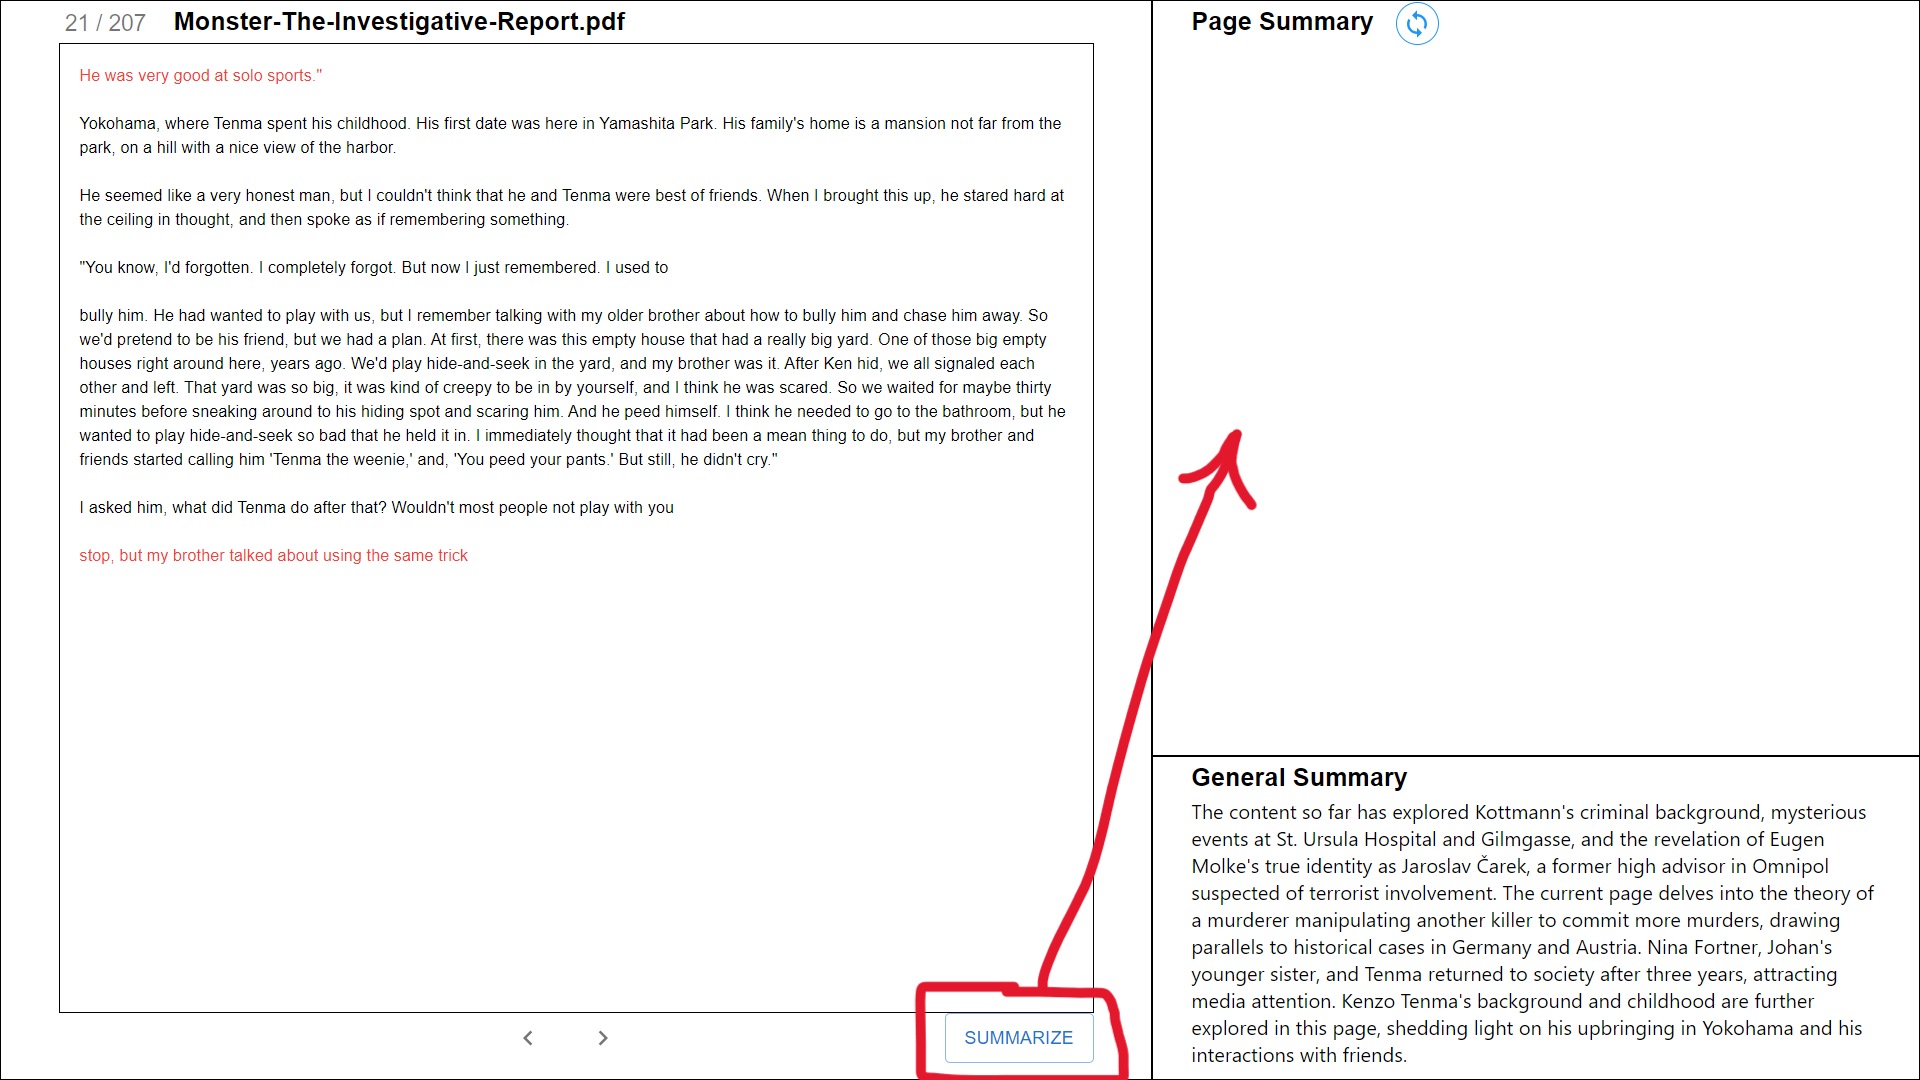 21 / 207 Monster-The-Investigative-Report.pdf
He was very good at solo sports."
Yokohama, where Tenma spent his childhood. His first date was here in Yamashita Park. His family's home is a mansion not far from the
park, on a hill with a nice view of the harbor.
He seemed like a very honest man, but I couldn't think that he and Tenma were best of friends. When I brought this up, he stared hard at
the ceiling in thought, and then spoke as if remembering something.
"You know, I'd forgotten. I completely forgot. But now I just remembered. I used to
bully him. He had wanted to play with us, but I remember talking with my older brother about how to bully him and chase him away. So
we'd pretend to be his friend, but we had a plan. At first, there was this empty house that had a really big yard. One of those big empty
houses right around here, years ago. We'd play hide-and-seek in the yard, and my brother was it. After Ken hid, we all signaled each
other and left. That yard was so big, it was kind of creepy to be in by yourself, and I think he was scared. So we waited for maybe thirty
minutes before sneaking around to his hiding spot and scaring him. And he peed himself. I think he needed to go to the bathroom, but he
wanted to play hide-and-seek so bad that he held it in. I immediately thought that it had been a mean thing to do, but my brother and
friends started calling him 'Tenma the weenie,' and, 'You peed your pants.' But still, he didn't cry."
I asked him, what did Tenma do after that? Wouldn't most people not play with you
stop, but my brother talked about using the same trick
SUMMARIZE
Page Summary
General Summary
The content so far has explored Kottmann's criminal background, mysterious
events at St. Ursula Hospital and Gilmgasse, and the revelation of Eugen
Molke's true identity as Jaroslav Čarek, a former high advisor in Omnipol
suspected of terrorist involvement. The current page delves into the theory of
a murderer manipulating another killer to commit more murders, drawing
parallels to historical cases in Germany and Austria. Nina Fortner, Johan's
younger sister, and Tenma returned to society after three years, attracting
media attention. Kenzo Tenma's background and childhood are further
explored in this page, shedding light on his upbringing in Yokohama and his
interactions with friends.